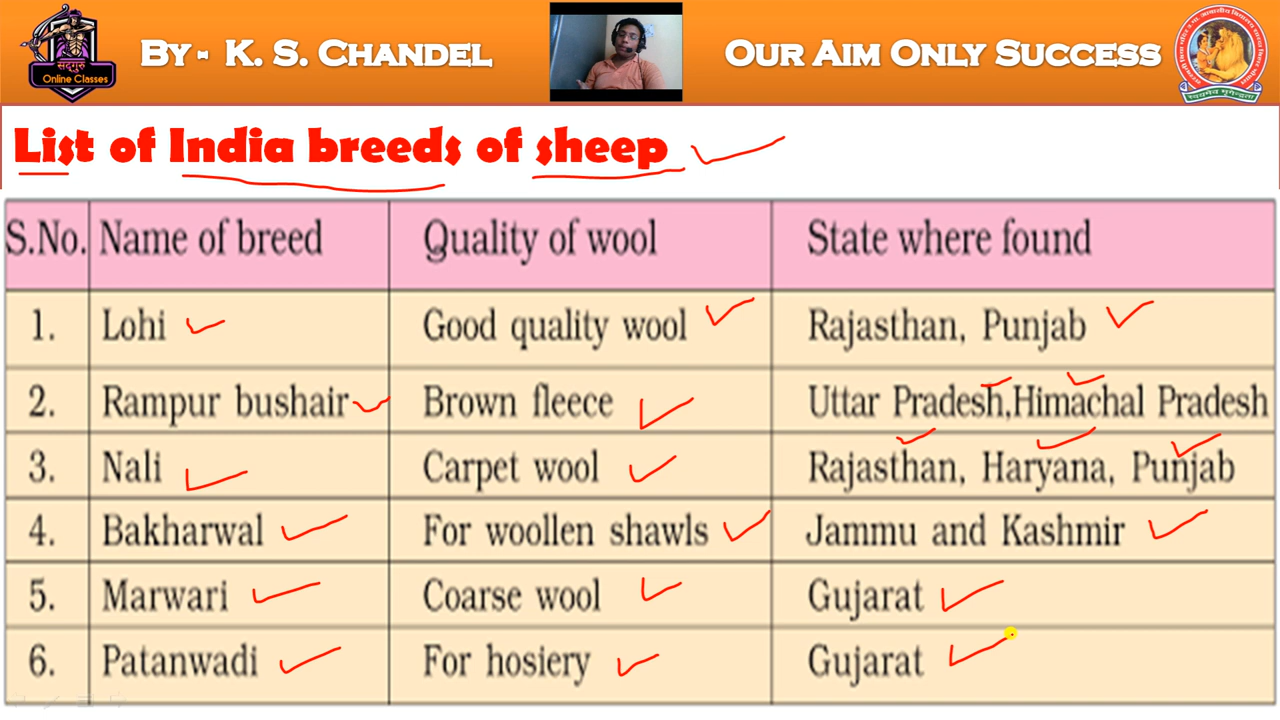 सद्गुरु
Online Classes
BY - K. S. CHANDEL
OUR AIM ONLY SUCCESS
List of India breeds of sheep
S.No. Name of breed Quality of wool State where found
1. Lohi Good quality wool Rajasthan, Punjab
2. Rampur bushair Brown fleece Uttar Pradesh,Himachal Pradesh
3. Nali Carpet wool Rajasthan, Haryana, Punjab
4. Bakharwal For woollen shawls Jammu and Kashmir
5. Marwari Coarse wool Gujarat
6. Patanwadi For hosiery Gujarat